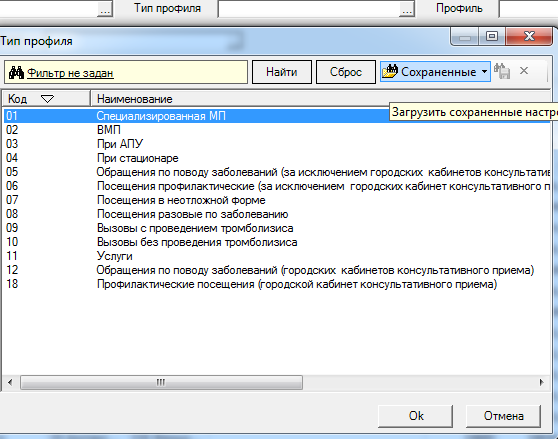 ... Тип профиля ... Профиль
Тип профиля
Фильтр не задан Найти Сброс Сохраненные
Код Наименование
Загрузить сохраненные настро
01 Специализированная МП
02 ВМП
03 При АПУ
04 При стационаре
05 Обращения по поводу заболеваний (за исключением городских кабинетов консультатив
06 Посещения профилактические (за исключением городских кабинет консультативного п
07 Посещения в неотложной форме
08 Посещения разовые по заболеванию
09 Вызовы с проведением тромболизиса
10 Вызовы без проведения тромболизиса
11 Услуги
12 Обращения по поводу заболеваний (городских кабинетов консультативного приема)
18 Профилактические посещения (городской кабинет консультативного приема)
Ok Отмена